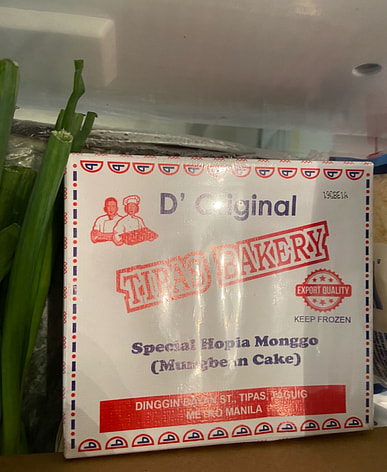 D' Original
TIPAS BAKERY
EXPORT QUALITY
KEEP FROZEN
Special Hopia Monggo
(Mungbean Cake)
DINGGIN BAYAN ST., TIPAS, TAGUIG
METRO MANILA